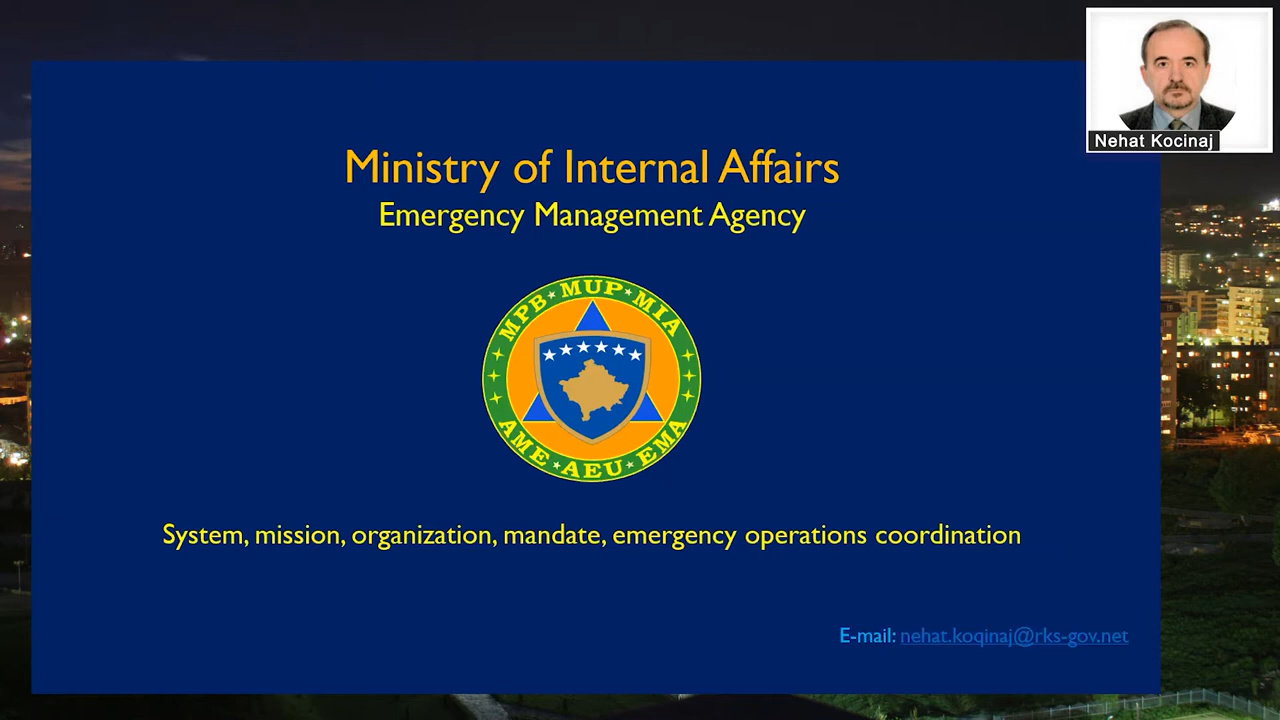 Nehat Kocinaj
Ministry of Internal Affairs
Emergency Management Agency
MPB MUP MIA
AME AEU EMA
System, mission, organization, mandate, emergency operations coordination
E-mail: nehat.koqinaj@rks-gov.net